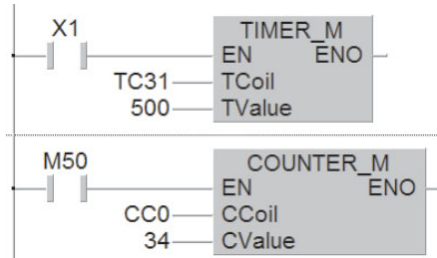 X1
TIMER_M
EN ENO
TC31 TCoil
500 TValue
M50
COUNTER_M
EN ENO
CC0 CCoil
34 CValue